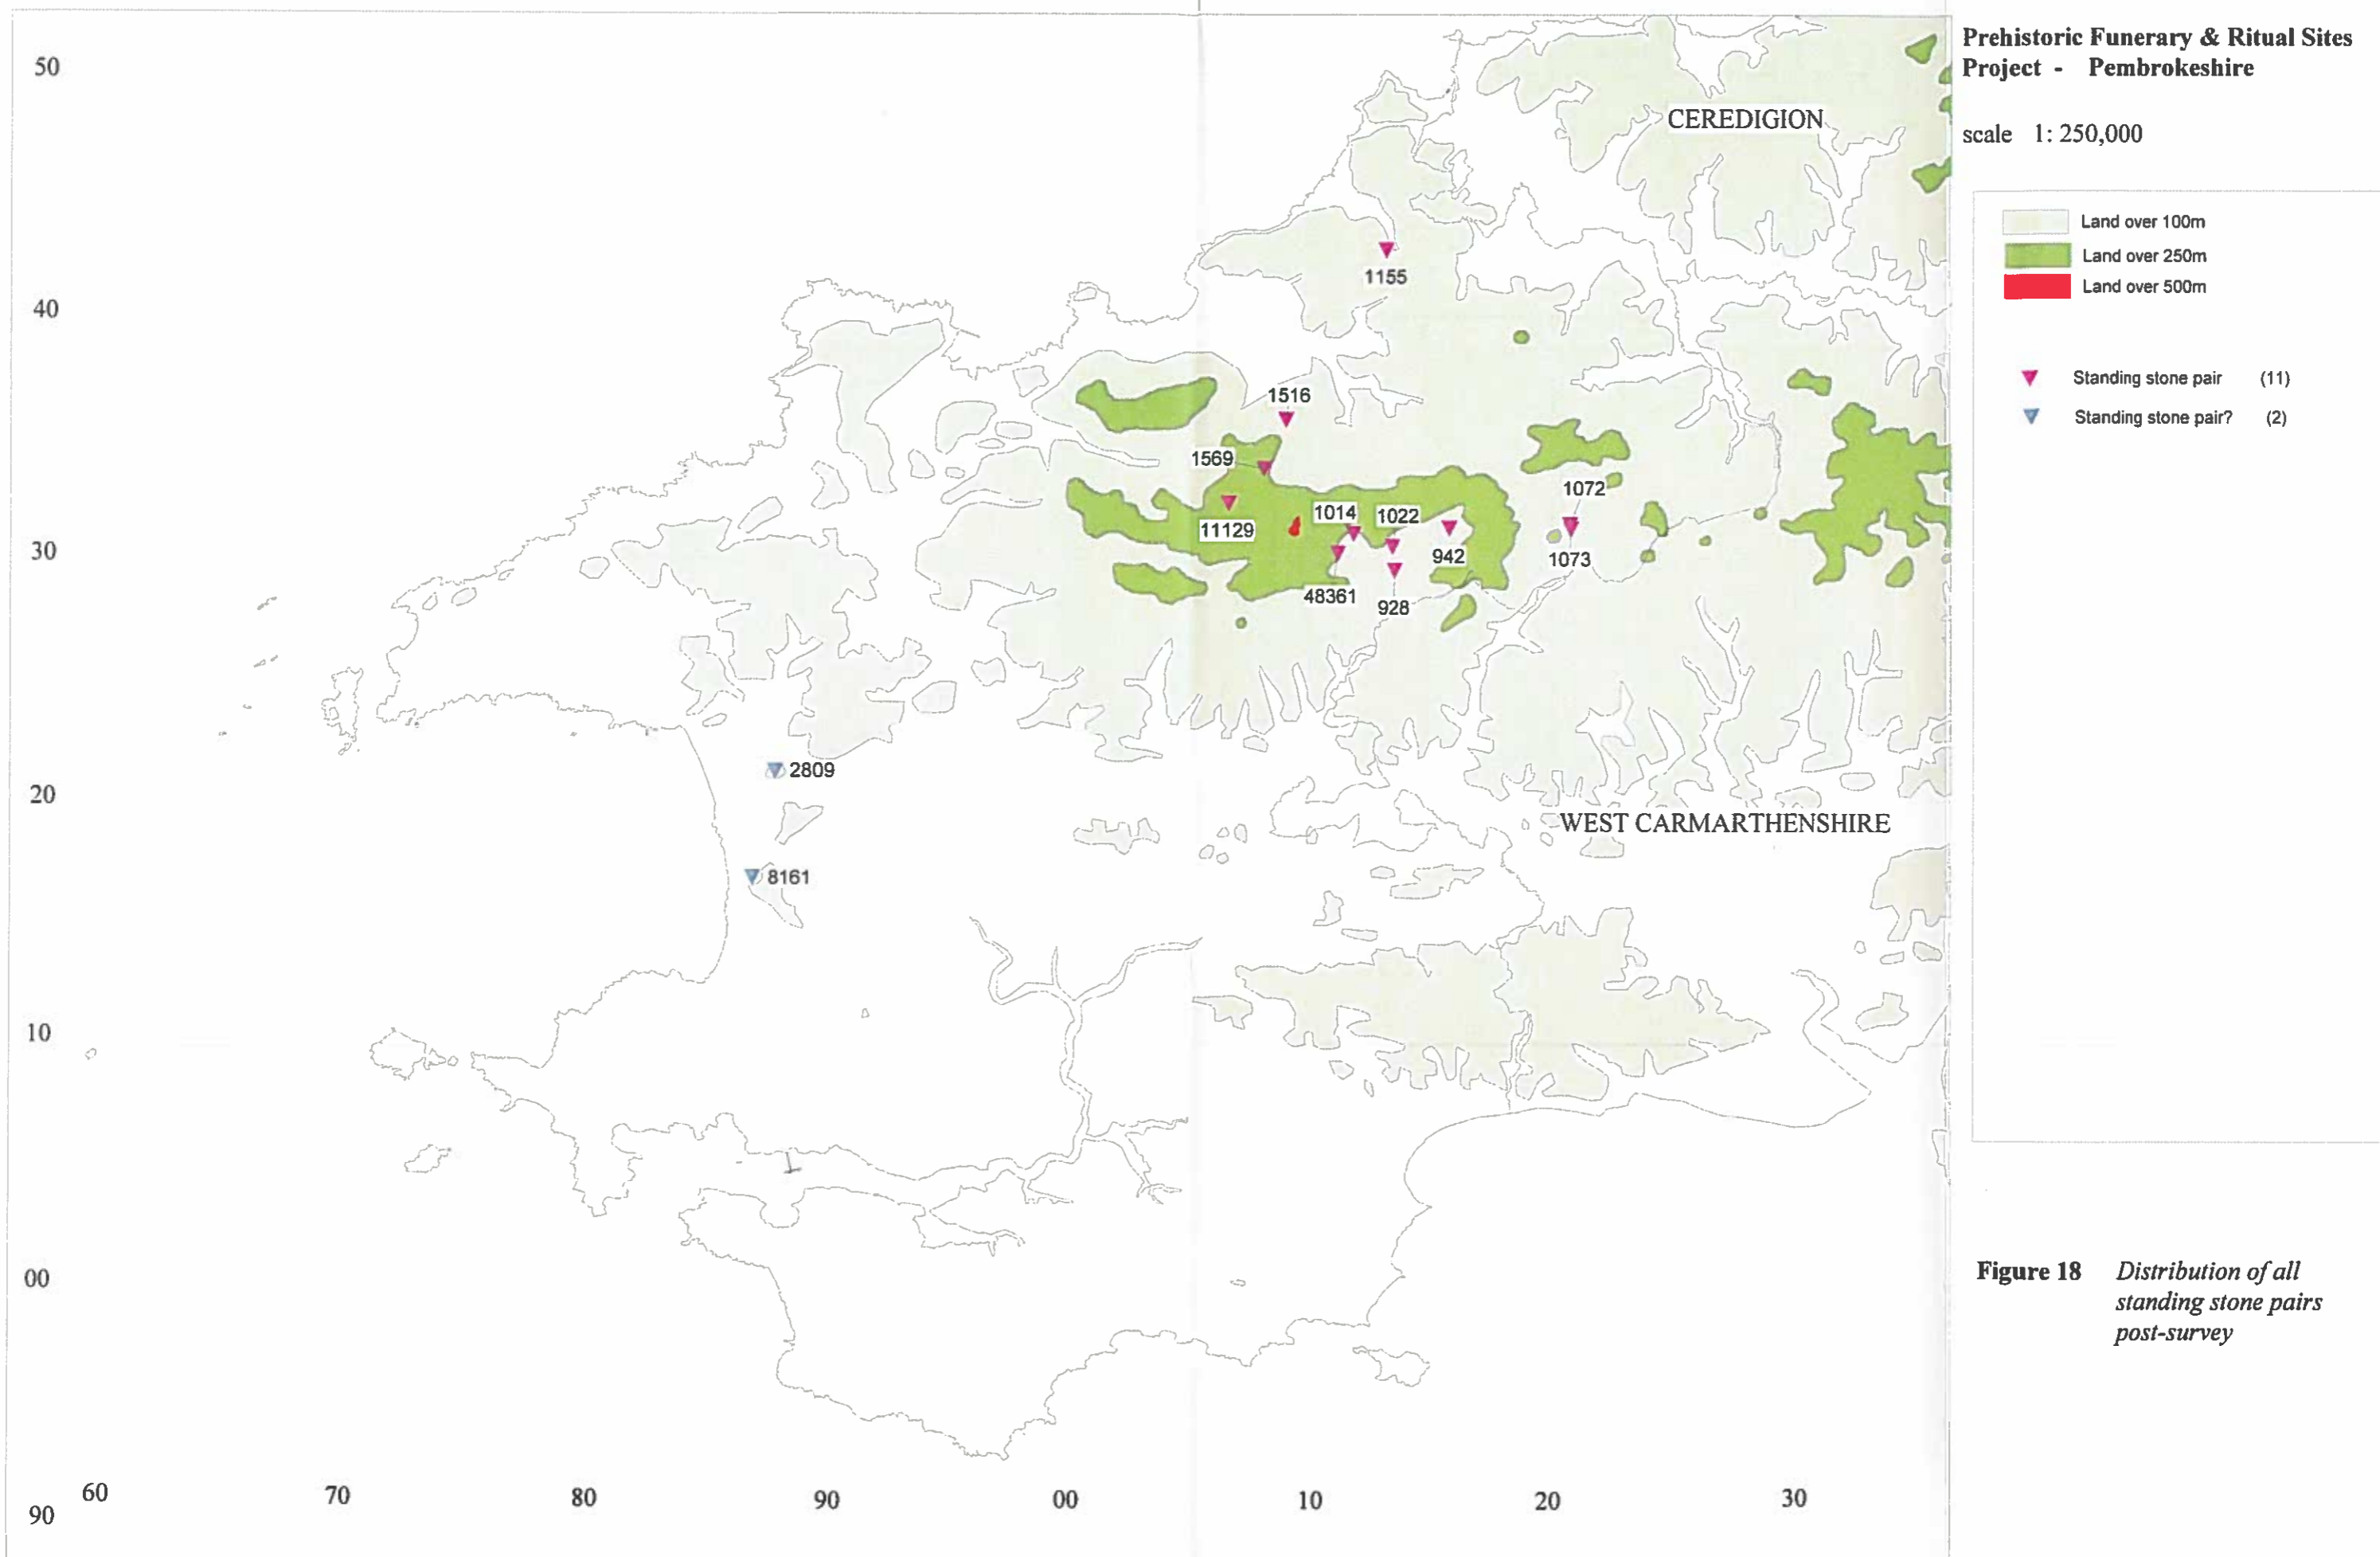 Prehistoric Funerary & Ritual Sites
Project - Pembrokeshire
scale 1: 250,000
Land over 100m
Land over 250m
Land over 500m
Standing stone pair (11)
Standing stone pair? (2)
Figure 18 Distribution of all
standing stone pairs
post-survey
50
CEREDIGION
1155
40
1516
1569
1072
11129
1014
1022
30
942
1073
48361
928
2809
20
WEST CARMARTHENSHIRE
8161
10
00
60
70
80
90
00
10
20
30
90